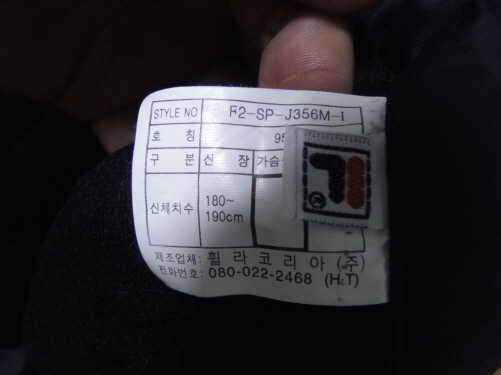 STYLE NO F2-SP-J356M-I
호 칭 95
구 분 신 장 가슴
신체치수 180~
190cm
제조업체: 휠 라 코 리 아 (주)
전화번호: 080-022-2468 (H&T)